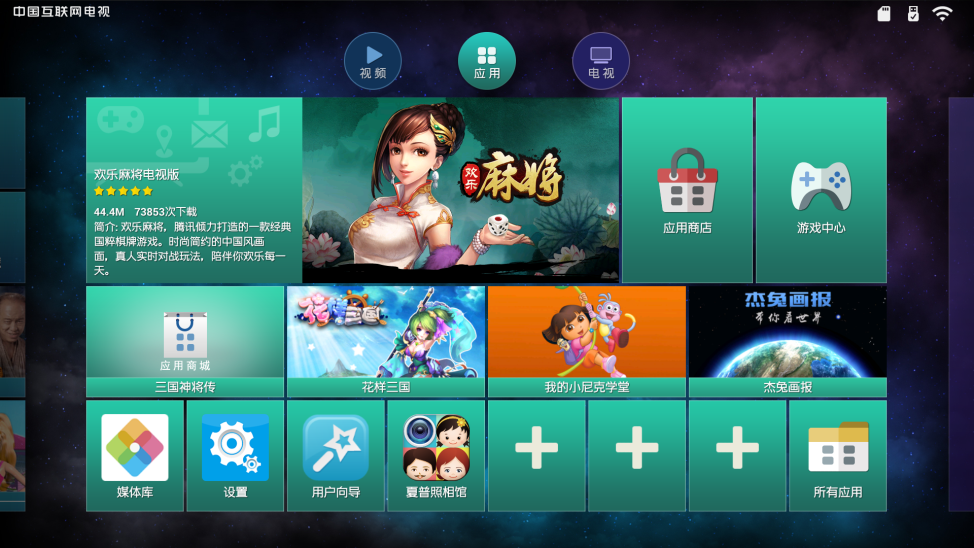 中国互联网电视
视频
应用
电视
欢乐麻将电视版
44.4M 73853次下载
简介: 欢乐麻将，腾讯倾力打造的一款经典
国粹棋牌游戏。时尚简约的中国风画
面，真人实时对战玩法，陪伴你欢乐每一
天。
欢乐
麻将
应用商店
游戏中心
应用商城
三国神将传
花样三国
花样三国
我的小尼克学堂
杰兔画报
带你看世界
杰兔画报
媒体库
设置
用户向导
夏普照相馆
所有应用